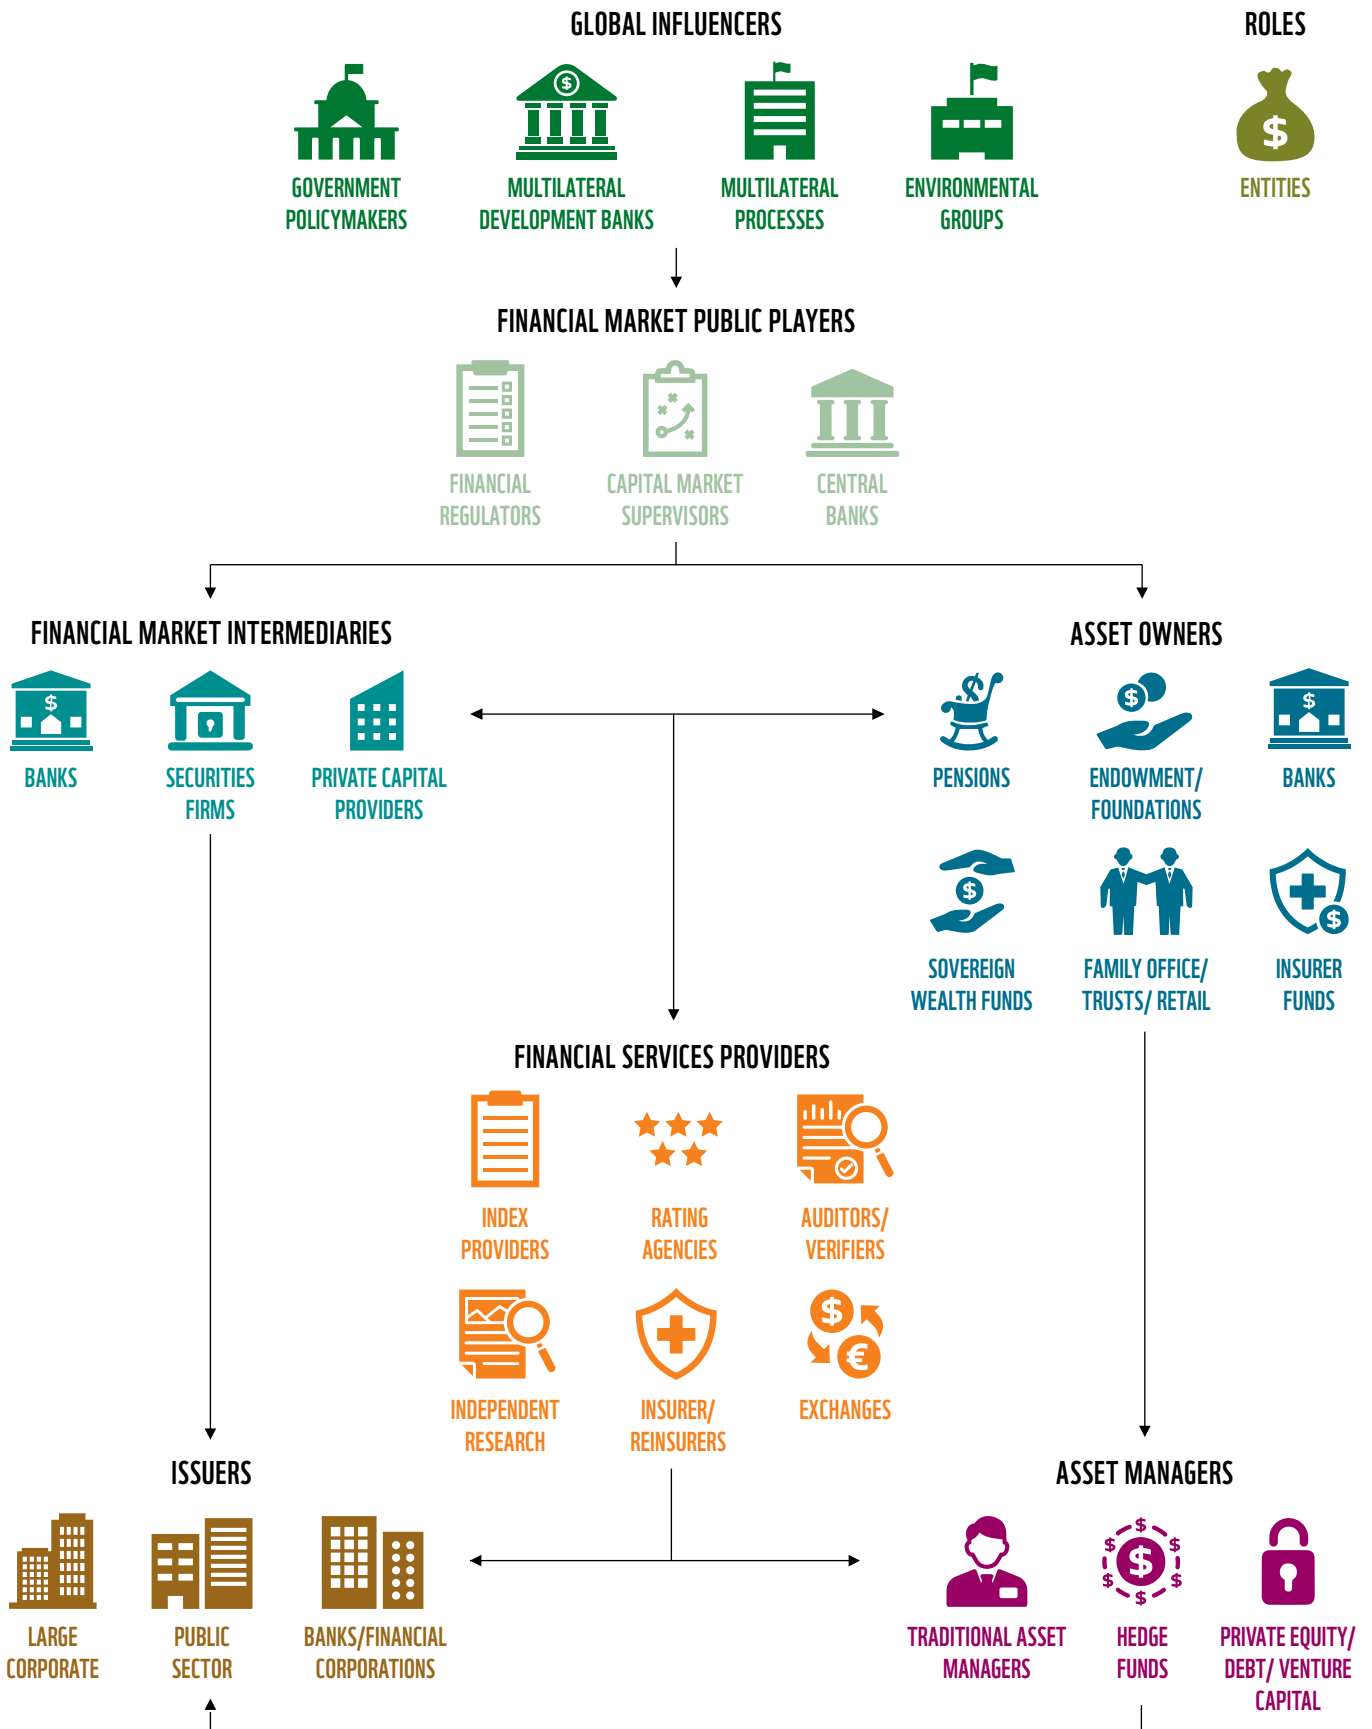 GLOBAL INFLUENCERS
ROLES
$
$
GOVERNMENT
POLICYMAKERS
MULTILATERAL
DEVELOPMENT BANKS
MULTILATERAL
PROCESSES
ENVIRONMENTAL
GROUPS
ENTITIES
FINANCIAL MARKET PUBLIC PLAYERS
FINANCIAL
REGULATORS
CAPITAL MARKET
SUPERVISORS
CENTRAL
BANKS
FINANCIAL MARKET INTERMEDIARIES
$
BANKS
SECURITIES
FIRMS
PRIVATE CAPITAL
PROVIDERS
ASSET OWNERS
$
$
$
PENSIONS
ENDOWMENT/
FOUNDATIONS
BANKS
$
$
SOVEREIGN
WEALTH FUNDS
FAMILY OFFICE/
TRUSTS/ RETAIL
INSURER
FUNDS
FINANCIAL SERVICES PROVIDERS
INDEX
PROVIDERS
RATING
AGENCIES
AUDITORS/
VERIFIERS
$
€
INDEPENDENT
RESEARCH
INSURER/
REINSURERS
EXCHANGES
ISSUERS
LARGE
CORPORATE
PUBLIC
SECTOR
BANKS/FINANCIAL
CORPORATIONS
ASSET MANAGERS
$
$ $
$
$ $
$
TRADITIONAL ASSET
MANAGERS
HEDGE
FUNDS
PRIVATE EQUITY/
DEBT/ VENTURE
CAPITAL